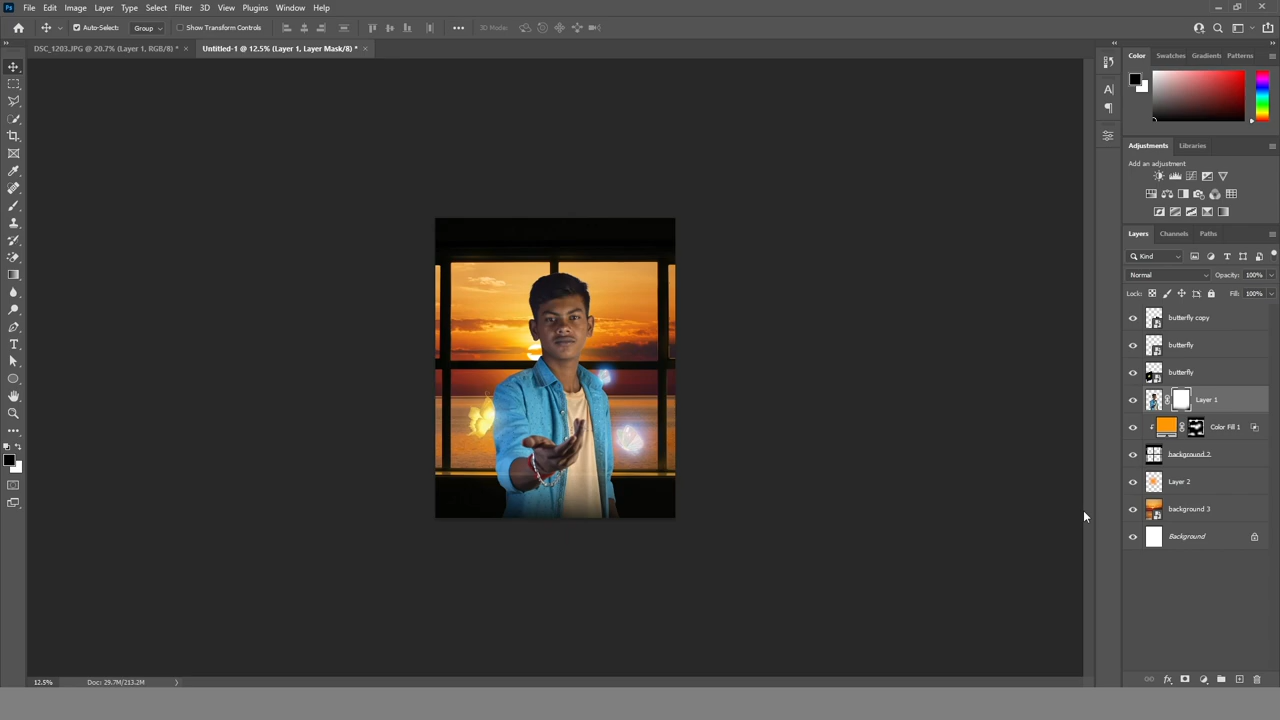 Ps File Edit Image Layer Type Select Filter 3D View Plugins Window Help
Auto-Select: Group Show Transform Controls 3D Mode:
DSC_1203.JPG @ 20.7% (Layer 1, RGB/8) * × Untitled-1 @ 12.5% (Layer 1, Layer Mask/8) * ×
Color Swatches Gradients Patterns
Adjustments Libraries
Add an adjustment
Layers Channels Paths
Kind
Normal Opacity: 100%
Lock: Fill: 100%
butterfly copy
butterfly
butterfly
Layer 1
Color Fill 1
background 2
Layer 2
background 3
Background
12.5% Doc: 29.7M/213.2M
fx